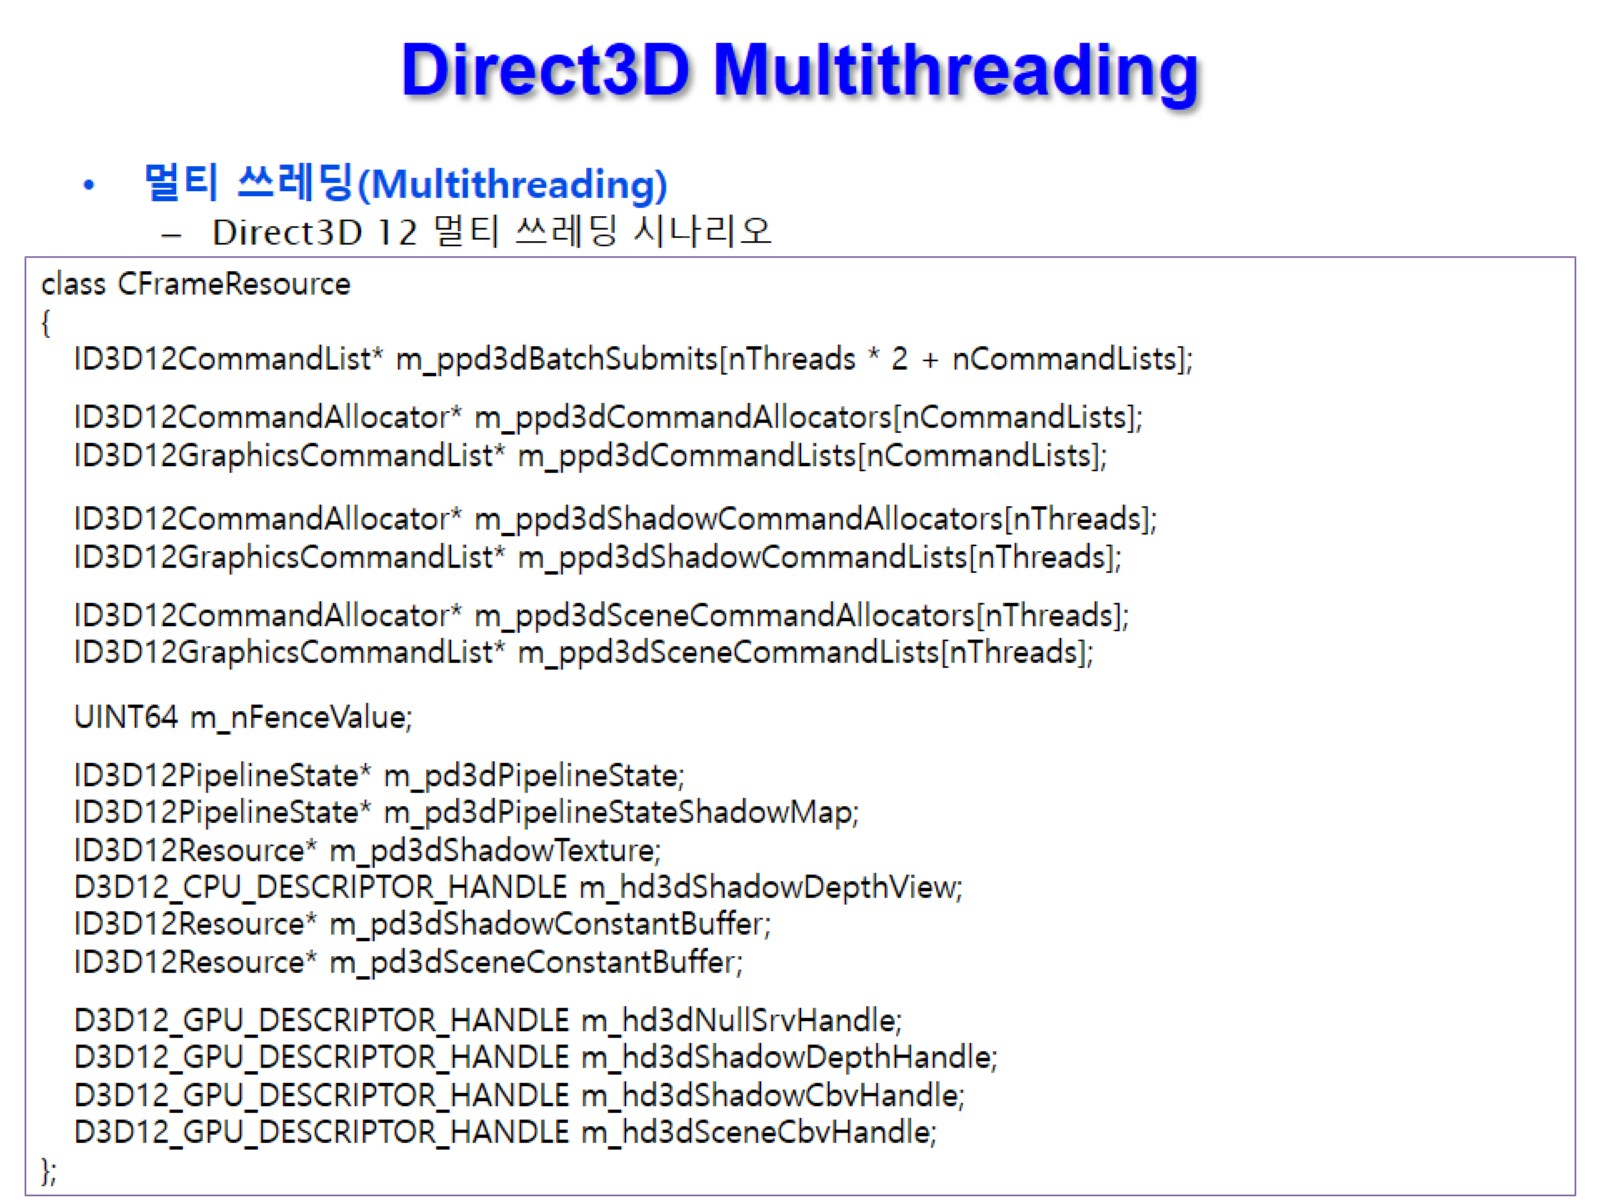 Direct3D Multithreading
• 멀티 쓰레딩(Multithreading)
– Direct3D 12 멀티 쓰레딩 시나리오
class CFrameResource
{
ID3D12CommandList* m_ppd3dBatchSubmits[nThreads * 2 + nCommandLists];
ID3D12CommandAllocator* m_ppd3dCommandAllocators[nCommandLists];
ID3D12GraphicsCommandList* m_ppd3dCommandLists[nCommandLists];
ID3D12CommandAllocator* m_ppd3dShadowCommandAllocators[nThreads];
ID3D12GraphicsCommandList* m_ppd3dShadowCommandLists[nThreads];
ID3D12CommandAllocator* m_ppd3dSceneCommandAllocators[nThreads];
ID3D12GraphicsCommandList* m_ppd3dSceneCommandLists[nThreads];
UINT64 m_nFenceValue;
ID3D12PipelineState* m_pd3dPipelineState;
ID3D12PipelineState* m_pd3dPipelineStateShadowMap;
ID3D12Resource* m_pd3dShadowTexture;
D3D12_CPU_DESCRIPTOR_HANDLE m_hd3dShadowDepthView;
ID3D12Resource* m_pd3dShadowConstantBuffer;
ID3D12Resource* m_pd3dSceneConstantBuffer;
D3D12_GPU_DESCRIPTOR_HANDLE m_hd3dNullSrvHandle;
D3D12_GPU_DESCRIPTOR_HANDLE m_hd3dShadowDepthHandle;
D3D12_GPU_DESCRIPTOR_HANDLE m_hd3dShadowCbvHandle;
D3D12_GPU_DESCRIPTOR_HANDLE m_hd3dSceneCbvHandle;
};